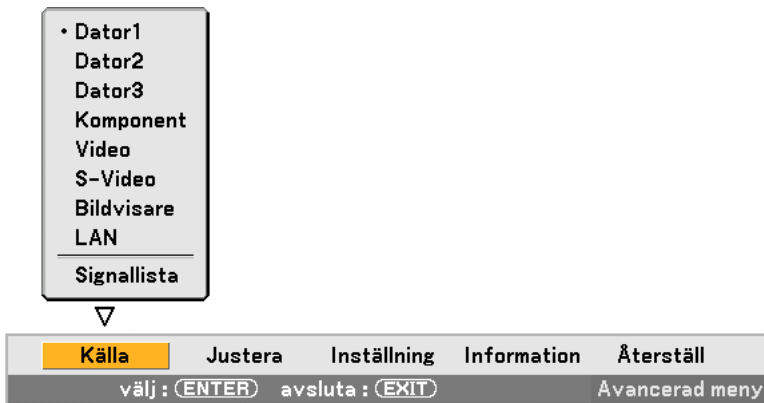 • Dator1
Dator2
Dator3
Komponent
Video
S-Video
Bildvisare
LAN
Signallista
Källa Justera Inställning Information Återställ
välj : ENTER avsluta : EXIT Avancerad meny